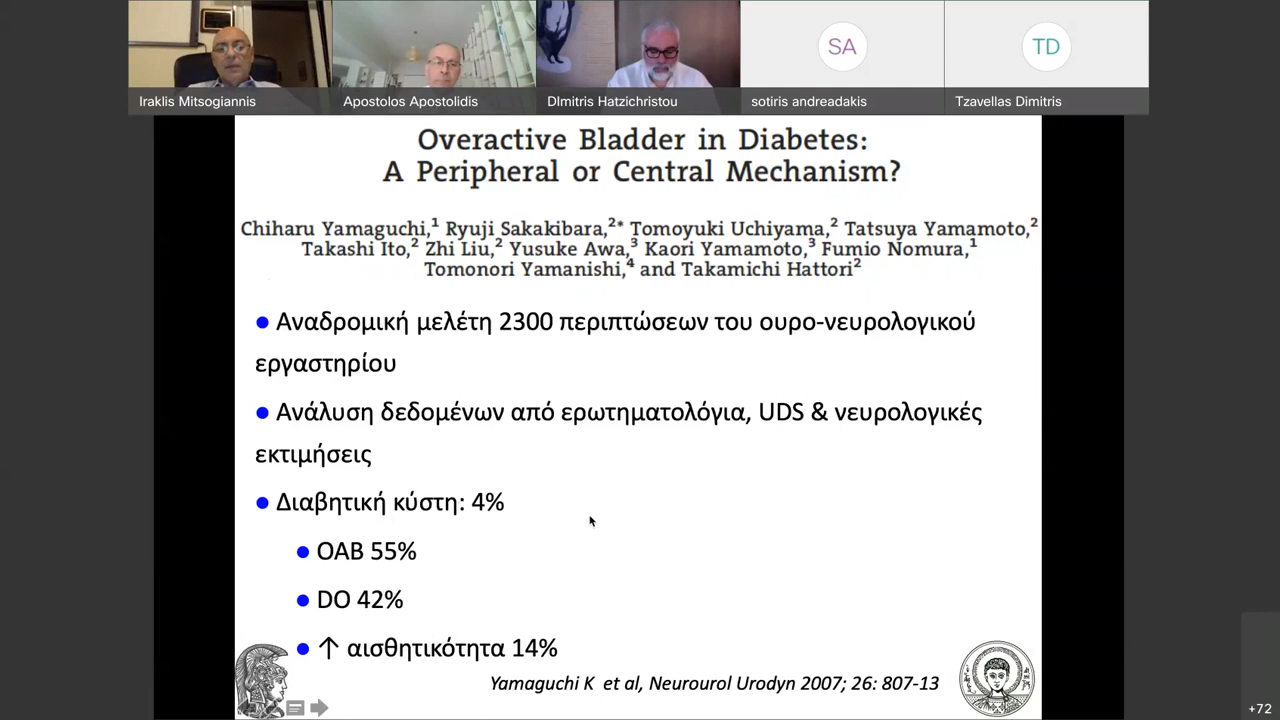 Iraklis Mitsogiannis
Apostolos Apostolidis
DImitris Hatzichristou
SA
sotiris andreadakis
TD
Tzavellas Dimitris
Overactive Bladder in Diabetes:
A Peripheral or Central Mechanism?
Chiharu Yamaguchi,¹ Ryuji Sakakibara,²* Tomoyuki Uchiyama,² Tatsuya Yamamoto,²
Takashi Ito,² Zhi Liu,² Yusuke Awa,³ Kaori Yamamoto,³ Fumio Nomura,¹
Tomonori Yamanishi,⁴ and Takamichi Hattori²
● Αναδρομική μελέτη 2300 περιπτώσεων του ουρο-νευρολογικού
εργαστηρίου
● Ανάλυση δεδομένων από ερωτηματολόγια, UDS & νευρολογικές
εκτιμήσεις
● Διαβητική κύστη: 4%
● OAB 55%
● DO 42%
● ↑ αισθητικότητα 14%
Yamaguchi K et al, Neurourol Urodyn 2007; 26: 807-13
+72